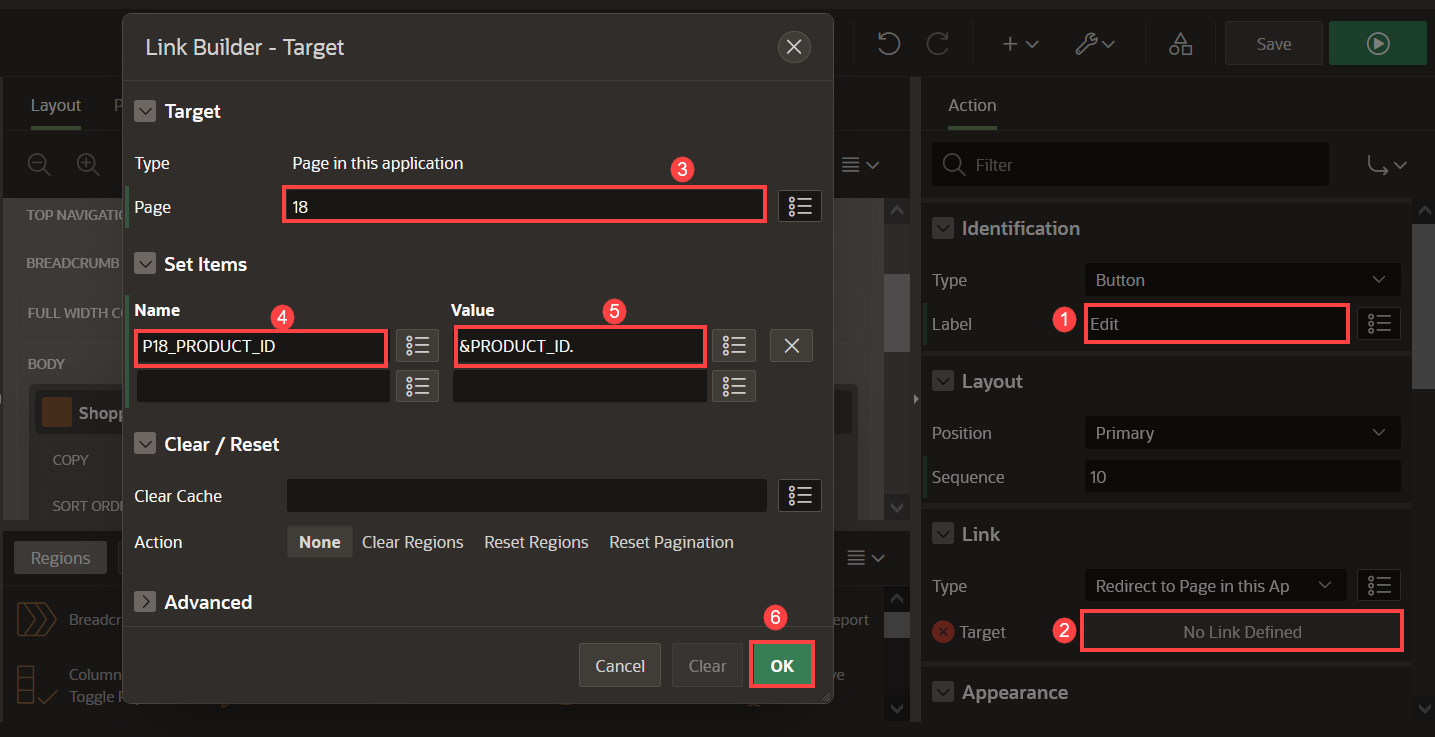 Link Builder - Target
Save
Layout
P
Action
Target
Filter
Type
Page in this application
3
Page
18
TOP NAVIGATIO
Identification
BREADCRUMB
Set Items
Type
Button
Name
4
Value
5
FULL WIDTH C
Label
1
Edit
P18_PRODUCT_ID
&PRODUCT_ID.
BODY
Layout
Shopp
Position
Primary
Clear / Reset
COPY
Sequence
10
Clear Cache
SORT ORD
Link
Action
None
Clear Regions
Reset Regions
Reset Pagination
Regions
Type
Redirect to Page in this Ap
Advanced
Breadcr
eport
6
Target
2
No Link Defined
Cancel
Clear
OK
Column
Toggle
Appearance